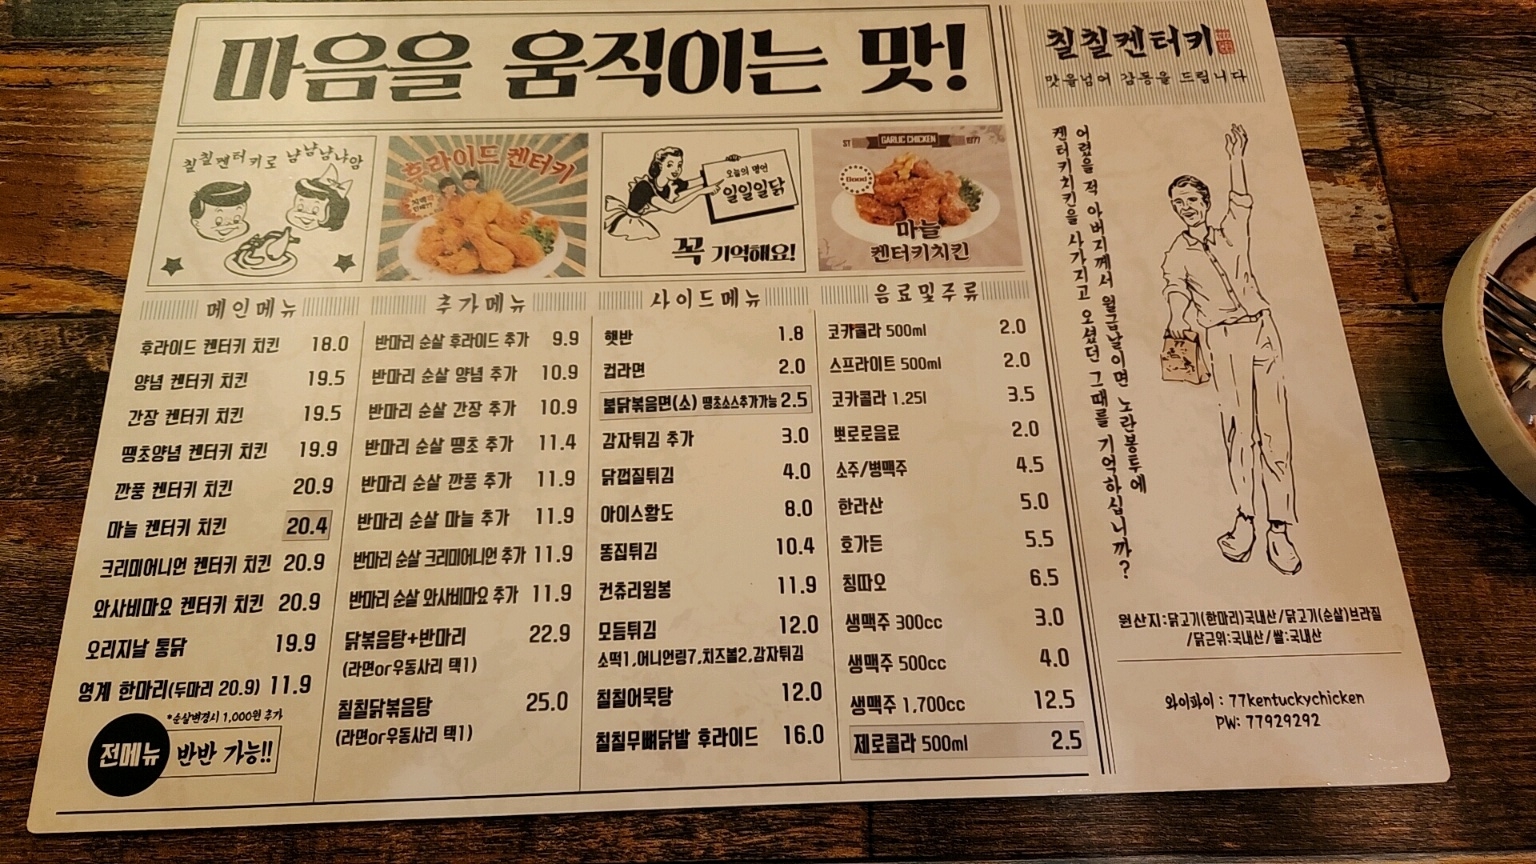 마음을 움직이는 맛!
칠칠켄터키로 냠냠냠냐암
후라이드 켄터키
오늘의 명언
일일일닭
꼭 기억해요!
GARLIC CHICKEN
Good
마늘
켄터키치킨
메인메뉴
후라이드 켄터키 치킨 18.0
양념 켄터키 치킨 19.5
간장 켄터키 치킨 19.5
땡초양념 켄터키 치킨 19.9
깐풍 켄터키 치킨 20.9
마늘 켄터키 치킨 20.4
크리미어니언 켄터키 치킨 20.9
와사비마요 켄터키 치킨 20.9
오리지날 통닭 19.9
영계 한마리(두마리 20.9) 11.9
*순살변경시 1,000원 추가
전메뉴 반반 가능!!
추가메뉴
반마리 순살 후라이드 추가 9.9
반마리 순살 양념 추가 10.9
반마리 순살 간장 추가 10.9
반마리 순살 땡초 추가 11.4
반마리 순살 깐풍 추가 11.9
반마리 순살 마늘 추가 11.9
반마리 순살 크리미어니언 추가 11.9
반마리 순살 와사비마요 추가 11.9
닭볶음탕+반마리 22.9
(라면or우동사리 택1)
칠칠닭볶음탕 25.0
(라면or우동사리 택1)
사이드메뉴
햇반 1.8
컵라면 2.0
불닭볶음면(소) 땡초소스추가가능 2.5
감자튀김 추가 3.0
닭껍질튀김 4.0
아이스황도 8.0
똥집튀김 10.4
컨츄리윙봉 11.9
모듬튀김 12.0
소떡1,어니언링7,치즈볼2,감자튀김
칠칠어묵탕 12.0
칠칠무뼈닭발 후라이드 16.0
음료및주류
코카콜라 500ml 2.0
스프라이트 500ml 2.0
코카콜라 1.25l 3.5
뽀로로음료 2.0
소주/병맥주 4.5
한라산 5.0
호가든 5.5
칭따오 6.5
생맥주 300cc 3.0
생맥주 500cc 4.0
생맥주 1,700cc 12.5
제로콜라 500ml 2.5
칠칠켄터키
맛을넘어 감동을 드립니다
어렸을 적 아버지께서 월급날이면 노란봉투에
켄터키치킨을 사가지고 오셨던 그때를 기억하십니까?
원산지:닭고기(한마리)국내산/닭고기(순살)브라질
/닭근위:국내산/쌀:국내산
와이파이 : 77kentuckychicken
PW: 77929292